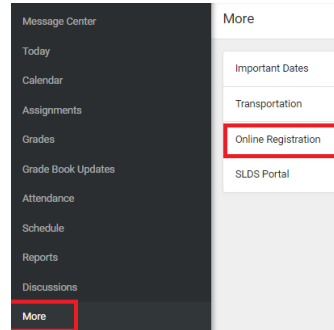 Message Center
Today
Calendar
Assignments
Grades
Grade Book Updates
Attendance
Schedule
Reports
Discussions
More
More
Important Dates
Transportation
Online Registration
SLDS Portal